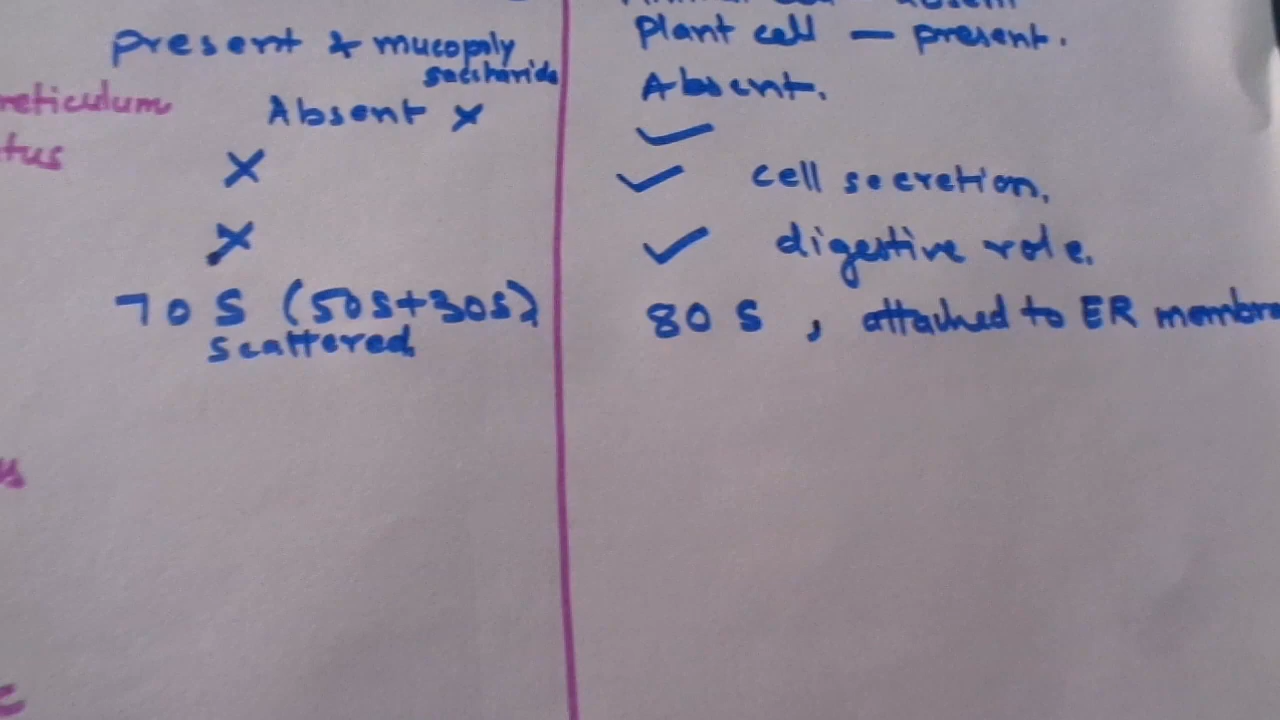 Plant cell — present.
present & mucopoly
saccharide
Absent.
reticulum Absent ✗ ✓
tus ✗ ✓ cell secretion,
✗ ✓ digestive role.
70 S (50S+30S) 80 S , attached to ER membra
scattered